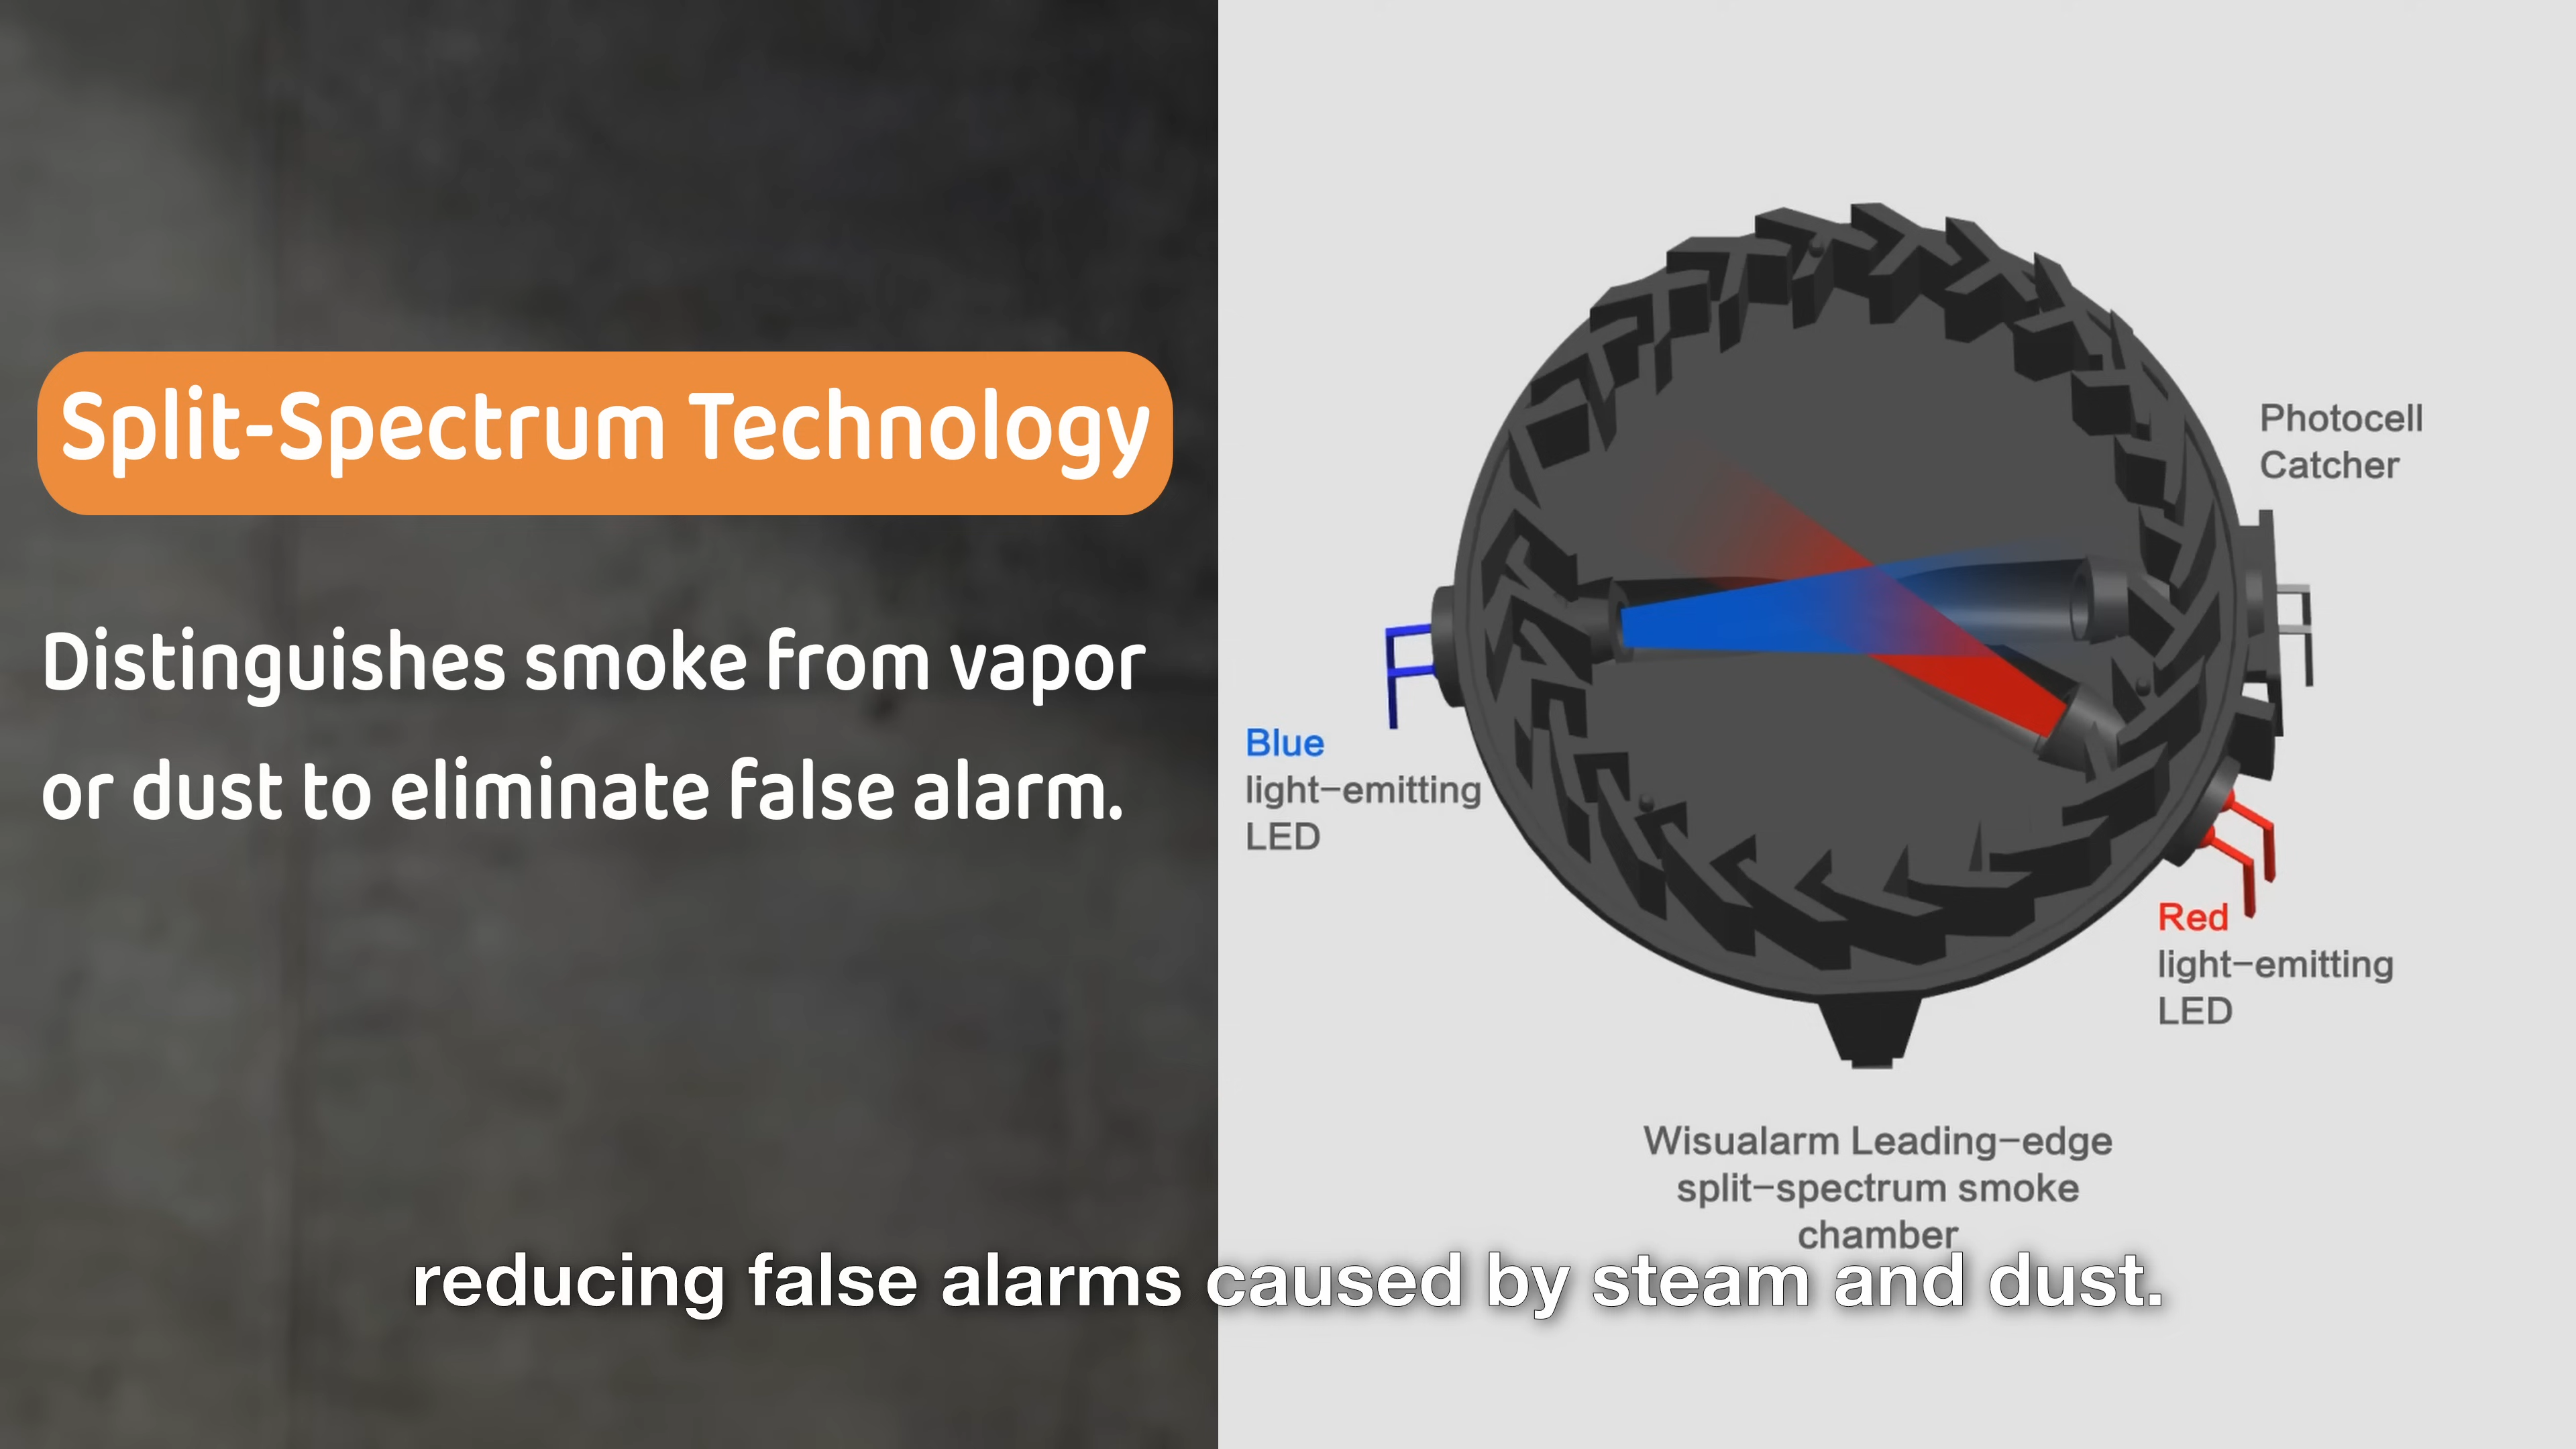 Split-Spectrum Technology
Distinguishes smoke from vapor
or dust to eliminate false alarm.
Photocell
Catcher
Blue
light-emitting
LED
Red
light-emitting
LED
Wisualarm Leading-edge
split-spectrum smoke
chamber
reducing false alarms caused by steam and dust.